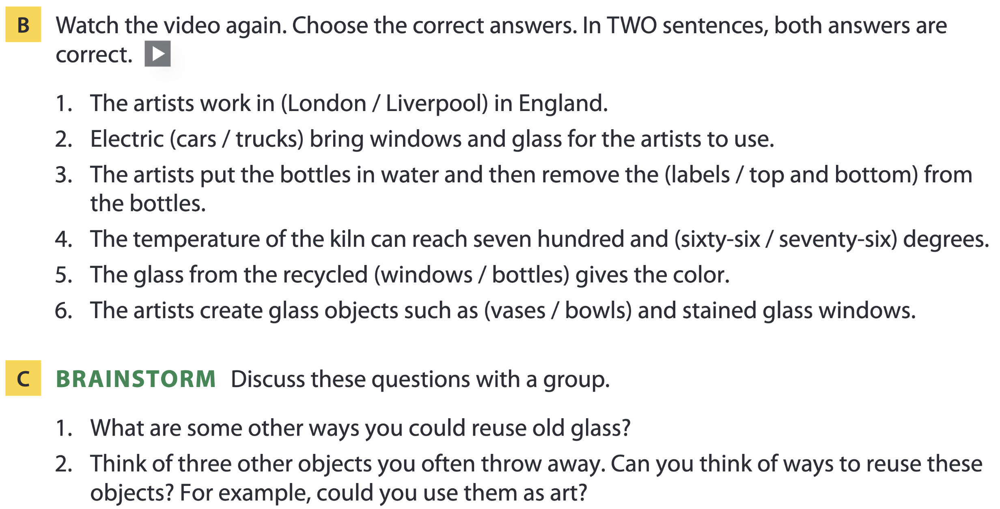 B Watch the video again. Choose the correct answers. In TWO sentences, both answers are
correct.
1. The artists work in (London / Liverpool) in England.
2. Electric (cars / trucks) bring windows and glass for the artists to use.
3. The artists put the bottles in water and then remove the (labels / top and bottom) from
the bottles.
4. The temperature of the kiln can reach seven hundred and (sixty-six / seventy-six) degrees.
5. The glass from the recycled (windows / bottles) gives the color.
6. The artists create glass objects such as (vases / bowls) and stained glass windows.
C BRAINSTORM Discuss these questions with a group.
1. What are some other ways you could reuse old glass?
2. Think of three other objects you often throw away. Can you think of ways to reuse these
objects? For example, could you use them as art?